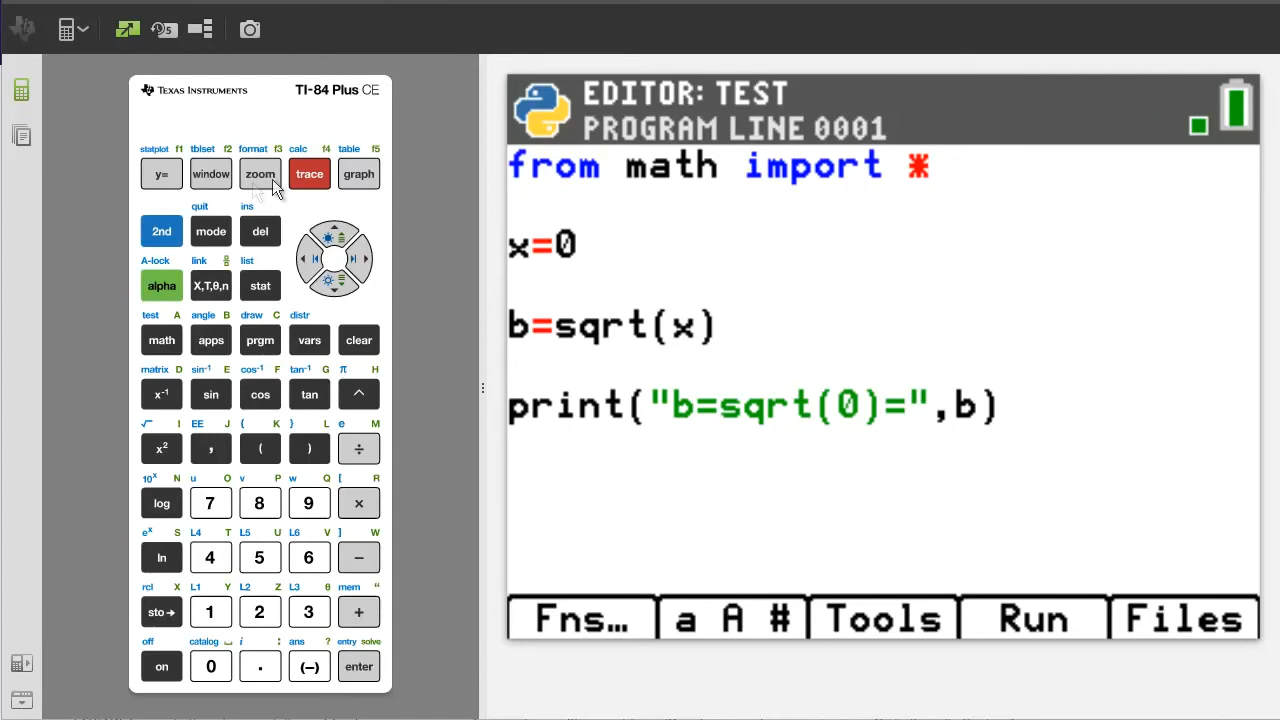 TEXAS INSTRUMENTS TI-84 Plus CE
statplot f1 tblset f2 format f3 calc f4 table f5
y= window zoom trace graph
quit ins
2nd mode del
A-lock link list
alpha X,T,θ,n stat
test A angle B draw C distr
math apps prgm vars clear
matrix D sin⁻¹ E cos⁻¹ F tan⁻¹ G π H
x⁻¹ sin cos tan ^
√ I EE J { K } L e M
x² , ( ) ÷
10ˣ N u O v P w Q [ R
log 7 8 9 ×
eˣ S L4 T L5 U L6 V ] W
ln 4 5 6 −
rcl X L1 Y L2 Z L3 θ mem “
sto→ 1 2 3 +
off catalog ⎵ i : ans ? entry solve
on 0 . (−) enter
EDITOR: TEST
PROGRAM LINE 0001
from math import *
x=0
b=sqrt(x)
print("b=sqrt(0)=",b)
Fns… a A # Tools Run Files